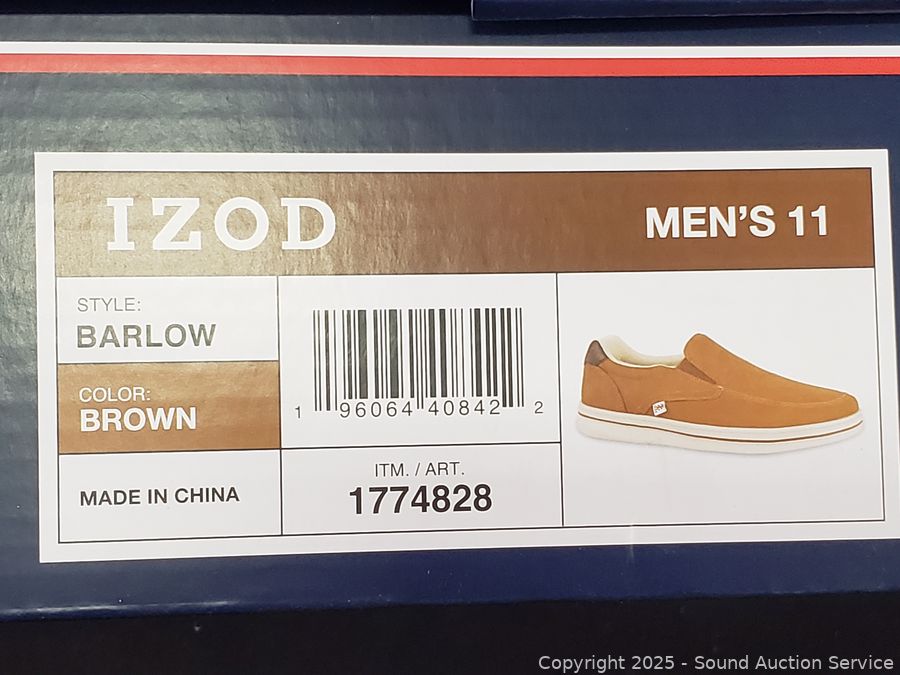 IZOD
MEN'S 11
STYLE:
BARLOW
COLOR:
BROWN
MADE IN CHINA
1 96064 40842 2
ITM. / ART.
1774828
Copyright 2025 - Sound Auction Service